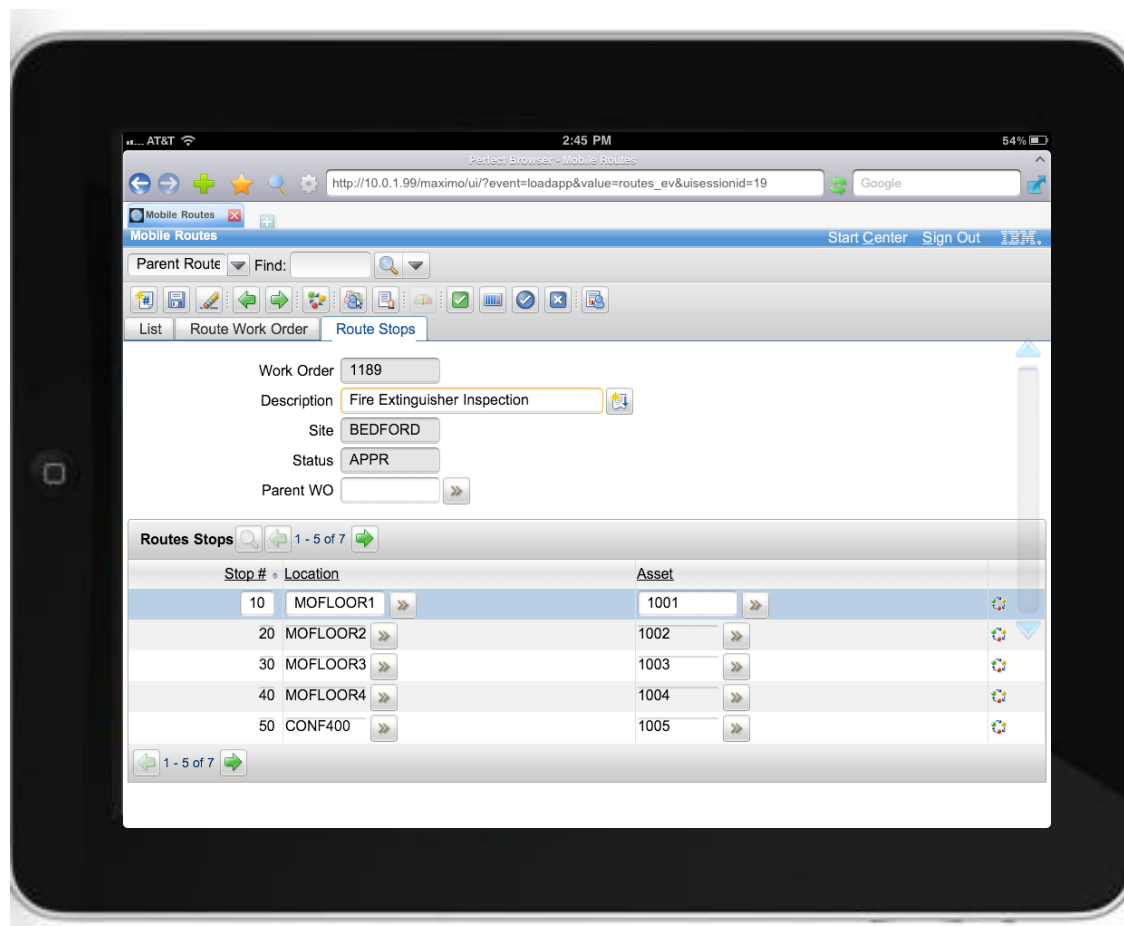 AT&T 2:45 PM 54%
Perfect Browser - Mobile Routes
http://10.0.1.99/maximo/ui/?event=loadapp&value=routes_ev&uisessionid=19 Google
Mobile Routes
Mobile Routes Start Center Sign Out IBM.
Parent Route Find:
List Route Work Order Route Stops
Work Order 1189
Description Fire Extinguisher Inspection
Site BEDFORD
Status APPR
Parent WO
Routes Stops 1 - 5 of 7
Stop # Location Asset
10 MOFLOOR1 1001
20 MOFLOOR2 1002
30 MOFLOOR3 1003
40 MOFLOOR4 1004
50 CONF400 1005
1 - 5 of 7